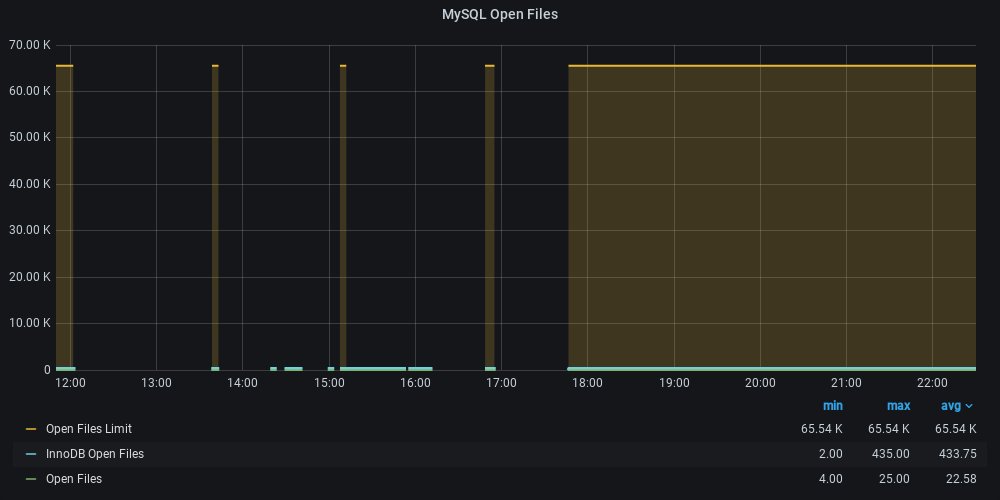 MySQL Open Files
70.00 K
60.00 K
50.00 K
40.00 K
30.00 K
20.00 K
10.00 K
0
12:00 13:00 14:00 15:00 16:00 17:00 18:00 19:00 20:00 21:00 22:00
min max avg
Open Files Limit 65.54 K 65.54 K 65.54 K
InnoDB Open Files 2.00 435.00 433.75
Open Files 4.00 25.00 22.58